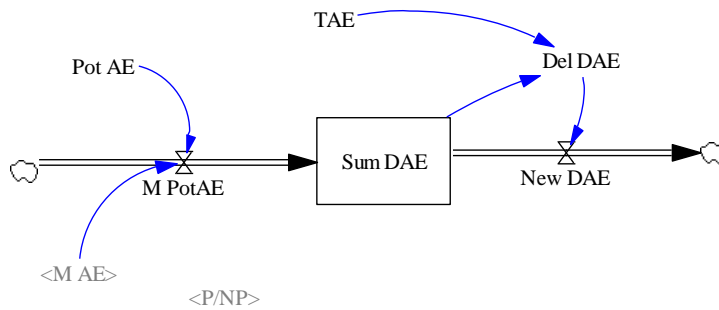 TAE
Pot AE
Del DAE
Sum DAE
M PotAE
New DAE
<M AE>
<P/NP>